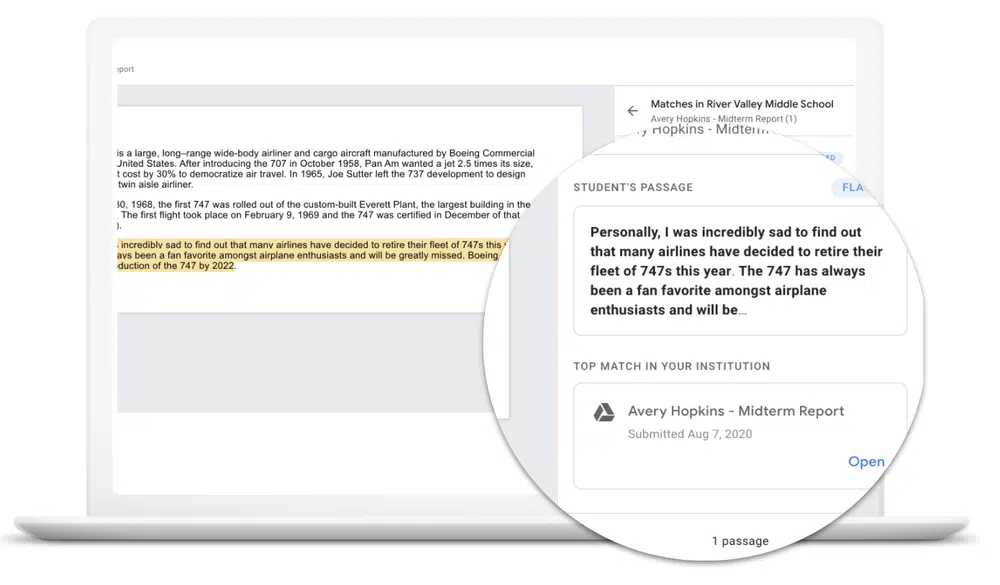 eport
is a large, long–range wide-body airliner and cargo aircraft manufactured by Boeing Commercial
United States. After introducing the 707 in October 1958, Pan Am wanted a jet 2.5 times its size,
t cost by 30% to democratize air travel. In 1965, Joe Sutter left the 737 development to design
twin aisle airliner.
30, 1968, the first 747 was rolled out of the custom-built Everett Plant, the largest building in the
. The first flight took place on February 9, 1969 and the 747 was certified in December of that
).
incredibly sad to find out that many airlines have decided to retire their fleet of 747s this
ays been a fan favorite amongst airplane enthusiasts and will be greatly missed. Boeing
oduction of the 747 by 2022.
Matches in River Valley Middle School
Avery Hopkins - Midterm Report (1)
ry Hopkins - Midterm
STUDENT'S PASSAGE
FLA
Personally, I was incredibly sad to find out
that many airlines have decided to retire their
fleet of 747s this year. The 747 has always
been a fan favorite amongst airplane
enthusiasts and will be...
TOP MATCH IN YOUR INSTITUTION
Avery Hopkins - Midterm Report
Submitted Aug 7, 2020
Open
1 passage